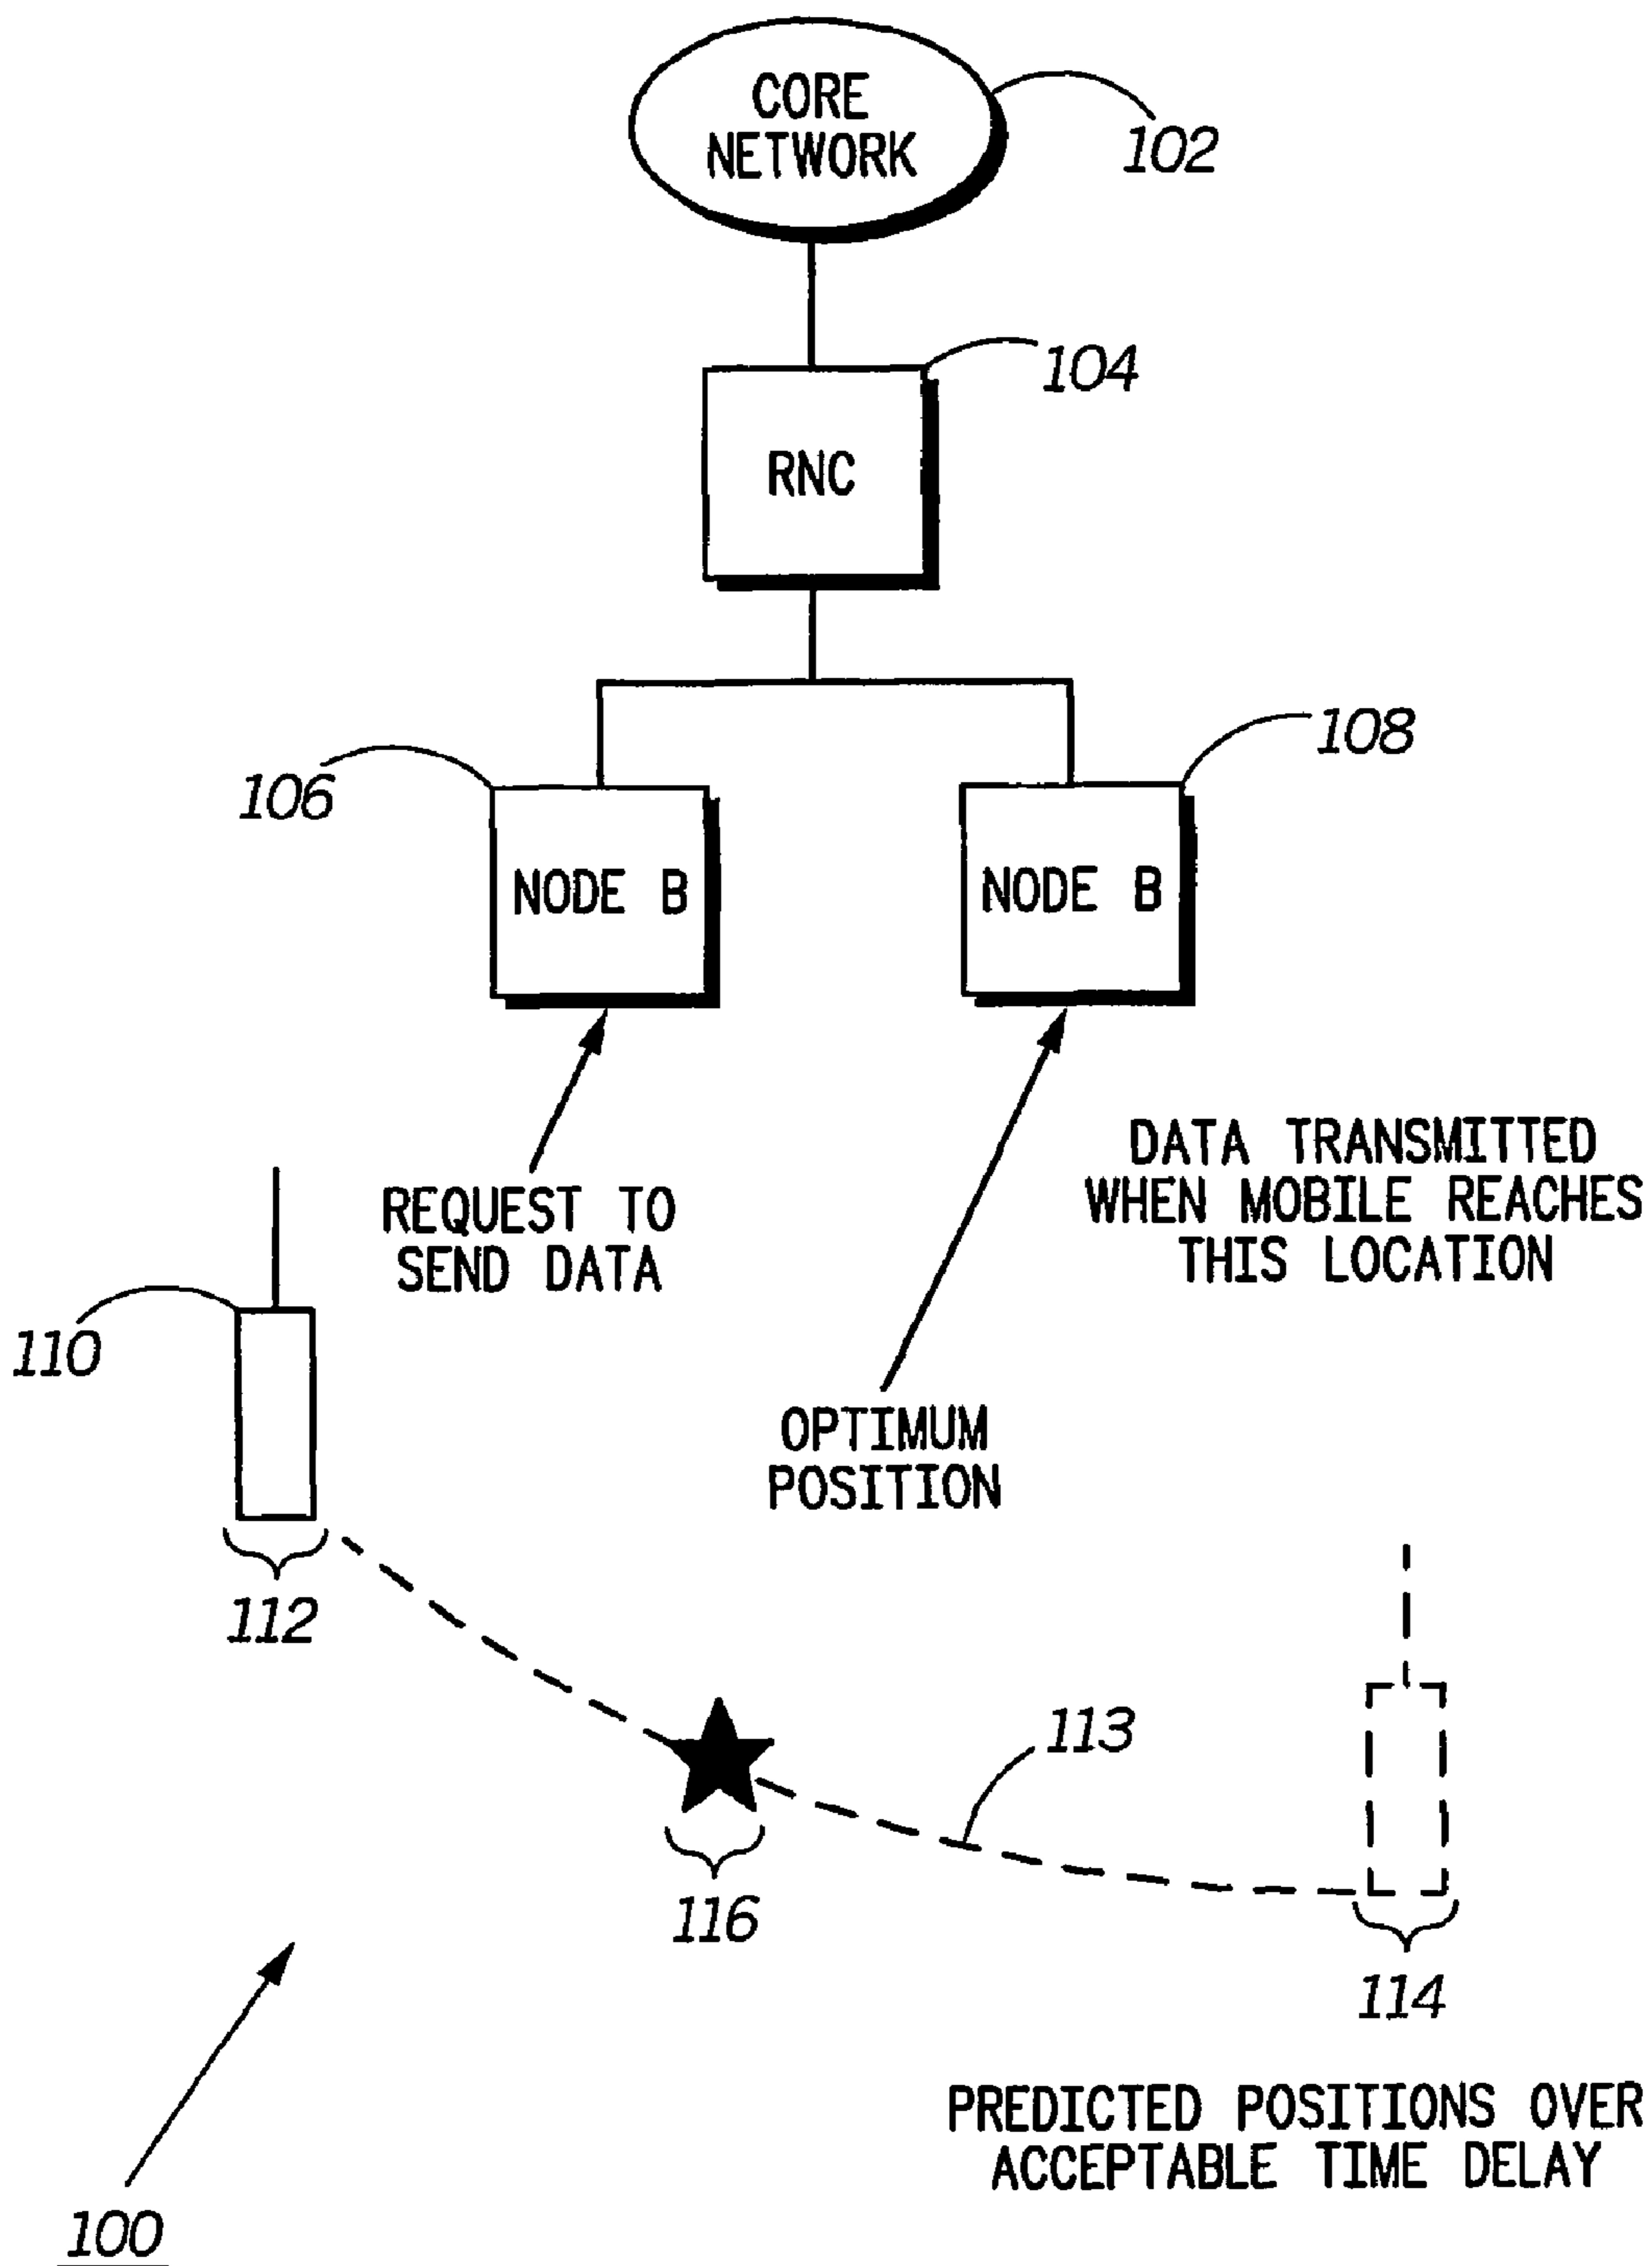 CORE
NETWORK
102
104
RNC
108
106
NODE B
NODE B
DATA TRANSMITTED
WHEN MOBILE REACHES
THIS LOCATION
REQUEST TO
SEND DATA
110
OPTIMUM
POSITION
112
113
116
114
PREDICTED POSITIONS OVER
ACCEPTABLE TIME DELAY
100